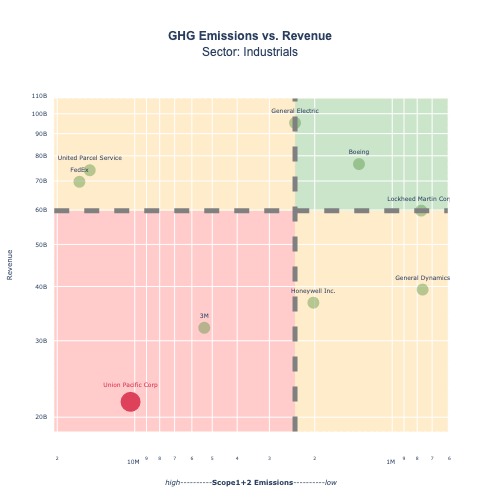 GHG Emissions vs. Revenue
Sector: Industrials
110B
100B
90B
80B
70B
60B
50B
40B
30B
20B
Revenue
General Electric
Boeing
United Parcel Service
FedEx
Lockheed Martin Cor
General Dynamics
Honeywell Inc.
3M
Union Pacific Corp
2 10M 9 8 7 6 5 4 3 2 1M 9 8 7 6
high----------Scope1+2 Emissions----------low